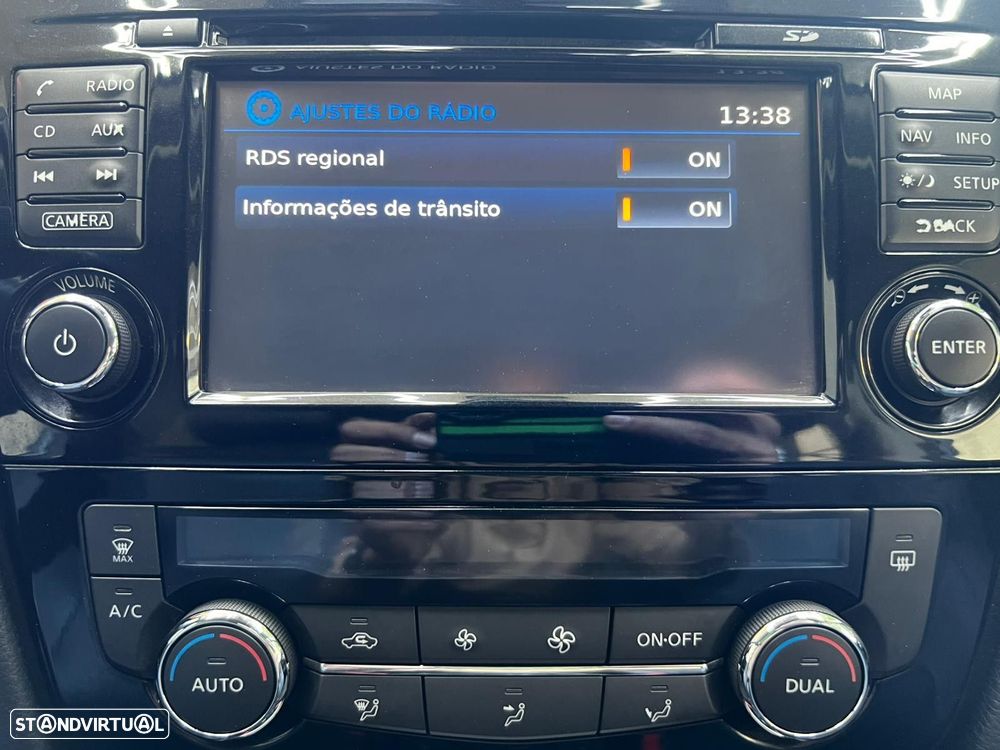 SD
RADIO
CD AUX
CAMERA
VOLUME
AJUSTES DO RÁDIO 13:38
RDS regional ON
Informações de trânsito ON
MAP
NAV INFO
SETUP
BACK
ENTER
MAX
A/C
AUTO
ON·OFF
DUAL
STANDVIRTUAL